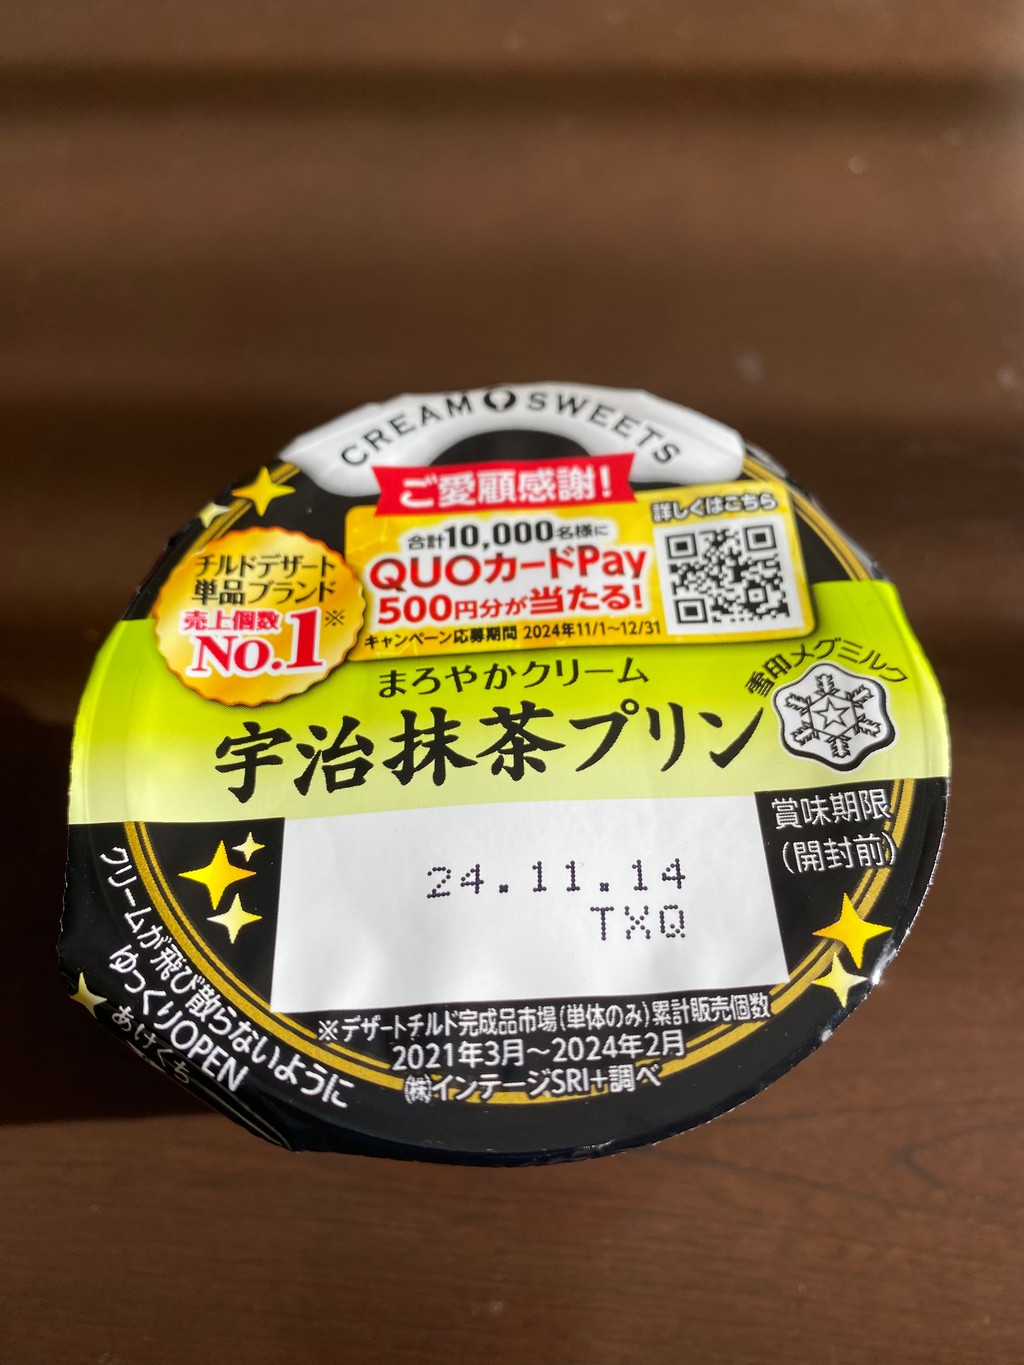 CREAM SWEETS
ご愛顧感謝!
詳しくはこちら
合計10,000名様に
QUOカードPay
500円分が当たる!
キャンペーン応募期間 2024年11/1〜12/31
チルドデザート
単品ブランド
売上個数
No.1※
まろやかクリーム
宇治抹茶プリン
雪印メグミルク
賞味期限
(開封前)
24.11.14
TXQ
クリームが飛び散らないように
ゆっくりOPEN
あけくち
※デザートチルド完成品市場(単体のみ)累計販売個数
2021年3月〜2024年2月
㈱インテージSRI+調べ